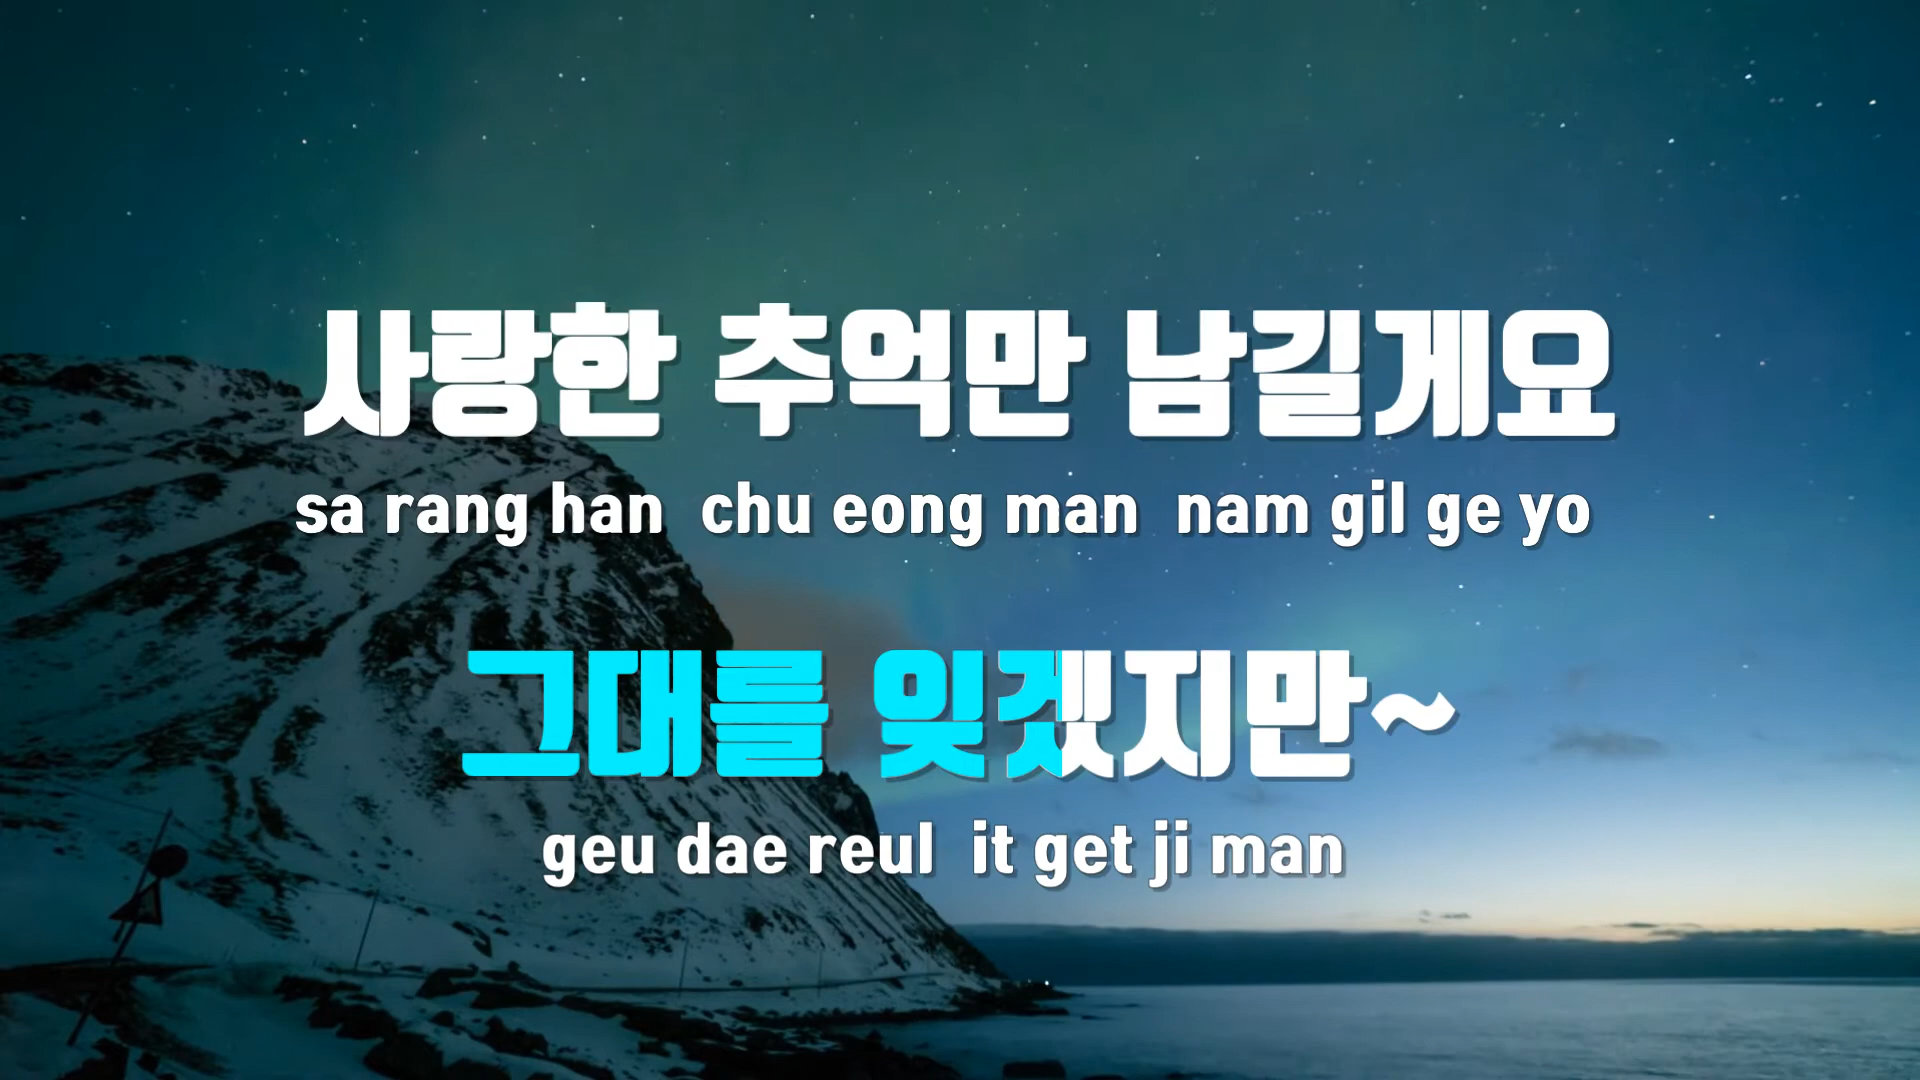 사랑한 추억만 남길게요
sa rang han chu eong man nam gil ge yo
그대를 잊겠지만~
geu dae reul it get ji man